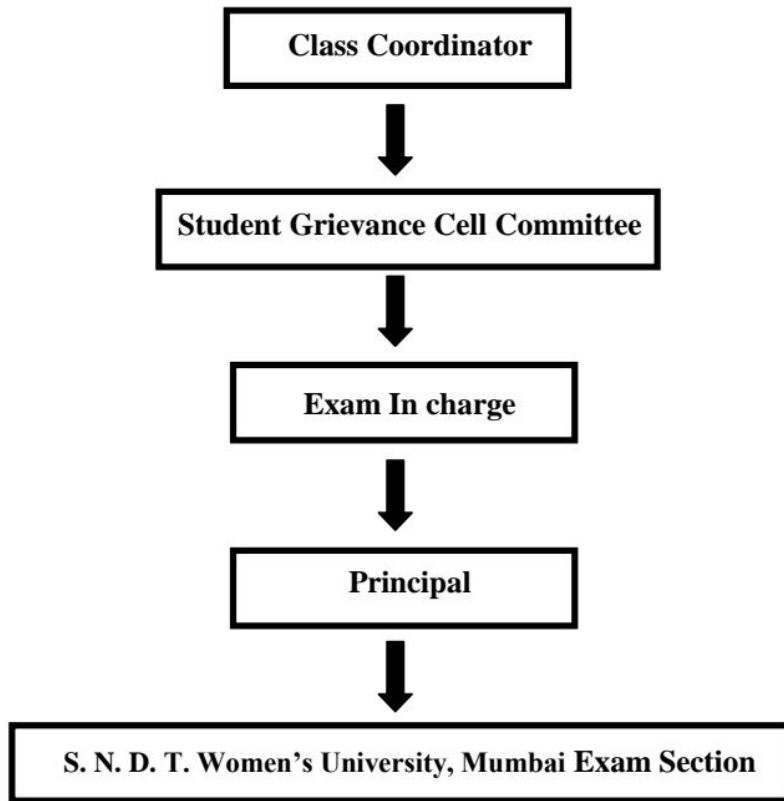 Class Coordinator
Student Grievance Cell Committee
Exam In charge
Principal
S. N. D. T. Women’s University, Mumbai Exam Section